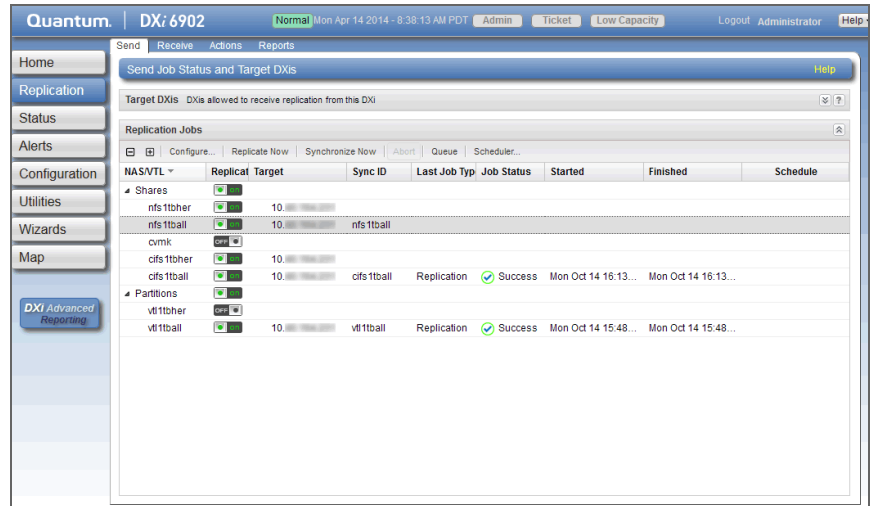 Quantum. DXi 6902 Normal Mon Apr 14 2014 - 8:38:13 AM PDT Admin Ticket Low Capacity Logout Administrator Help
Send Receive Actions Reports
Home
Replication
Status
Alerts
Configuration
Utilities
Wizards
Map
DXi Advanced
Reporting
Send Job Status and Target DXis Help
Target DXis DXis allowed to receive replication from this DXi ?
Replication Jobs
Configure... Replicate Now Synchronize Now Abort Queue Scheduler...
NAS/VTL Replicat Target Sync ID Last Job Typ Job Status Started Finished Schedule
Shares on
nfs1tbher on 10.
nfs1tball on 10. nfs1tball
cvmk OFF
cifs1tbher on 10.
cifs1tball on 10. cifs1tball Replication Success Mon Oct 14 16:13... Mon Oct 14 16:13...
Partitions on
vtl1tbher OFF
vtl1tball on 10. vtl1tball Replication Success Mon Oct 14 15:48... Mon Oct 14 15:48...